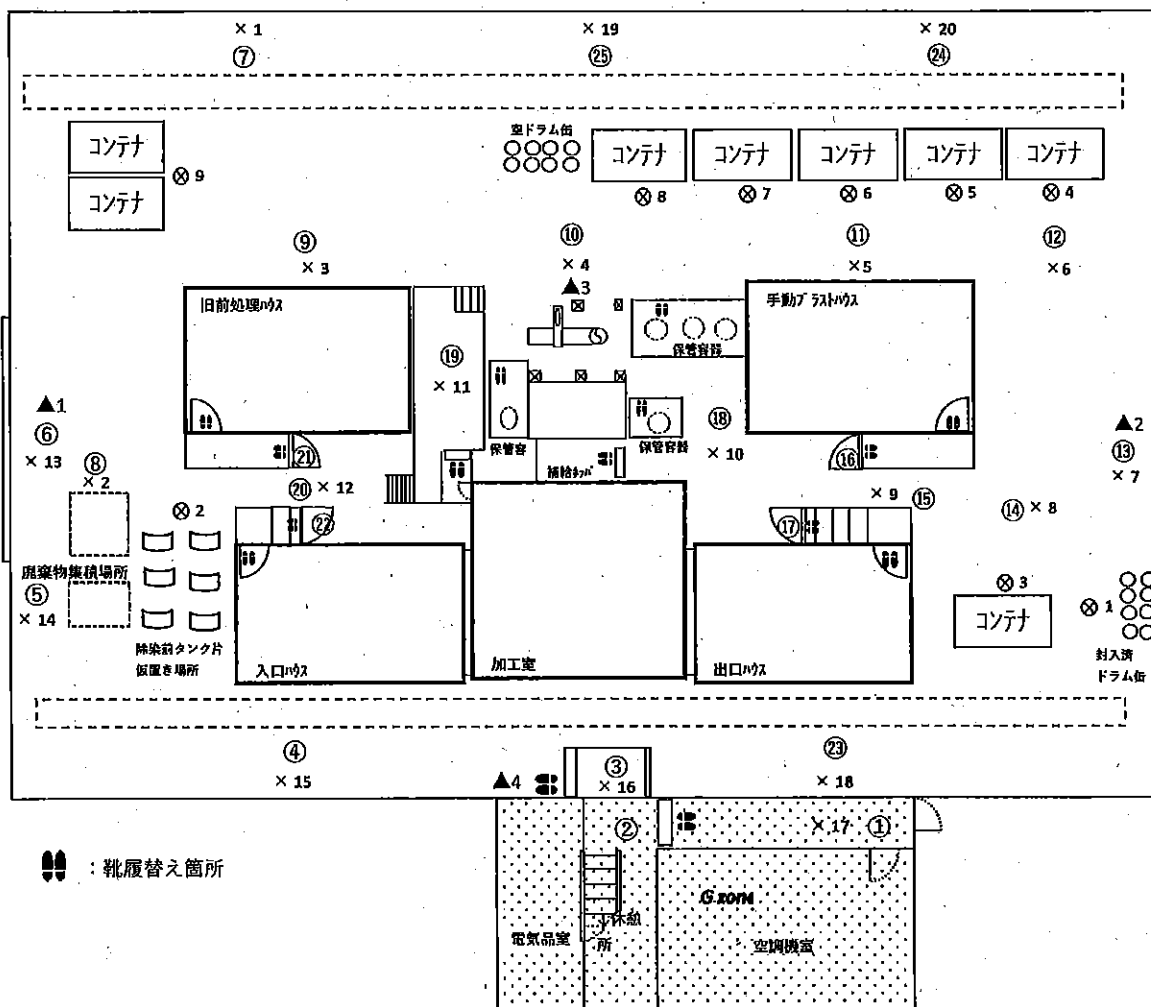 × 1
× 19
× 20
⑦
㉕
㉔
空ドラム缶
コンテナ
コンテナ
コンテナ
コンテナ
コンテナ
コンテナ
コンテナ
⊗ 9
⊗ 8
⊗ 7
⊗ 6
⊗ 5
⊗ 4
⑨
⑩
⑪
⑫
× 3
× 4
× 5
× 6
▲3
旧前処理ハウス
手動ブラストハウス
保管容器
⑲
× 11
▲1
⑥
× 13
⑧
× 2
保管容
保管容器
⑱
× 10
▲2
⑬
× 7
㉑
⑯
補給ホッパ
⑳ × 12
× 9 ⑮
⑭ × 8
⊗ 2
㉒
⑰
廃棄物集積場所
⑤
× 14
⊗ 3
コンテナ
⊗ 1
除染前タンク片
仮置き場所
入口ハウス
加工室
出口ハウス
封入済
ドラム缶
④
× 15
▲4
③
× 16
㉓
× 18
②
× 17 ①
：靴履替え箇所
G zone
休憩
所
電気品室
空調機室